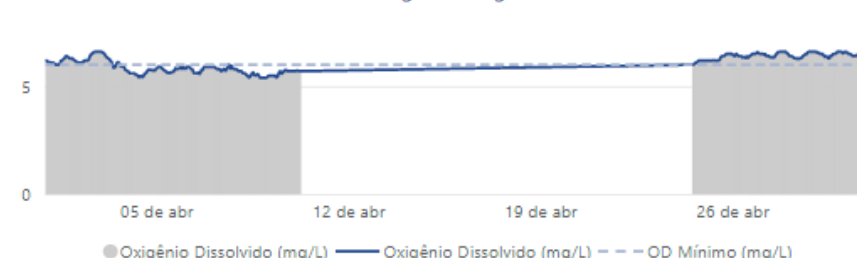 5
0
05 de abr 12 de abr 19 de abr 26 de abr
Oxigênio Dissolvido (mg/L) Oxigênio Dissolvido (mg/L) OD Mínimo (mg/L)